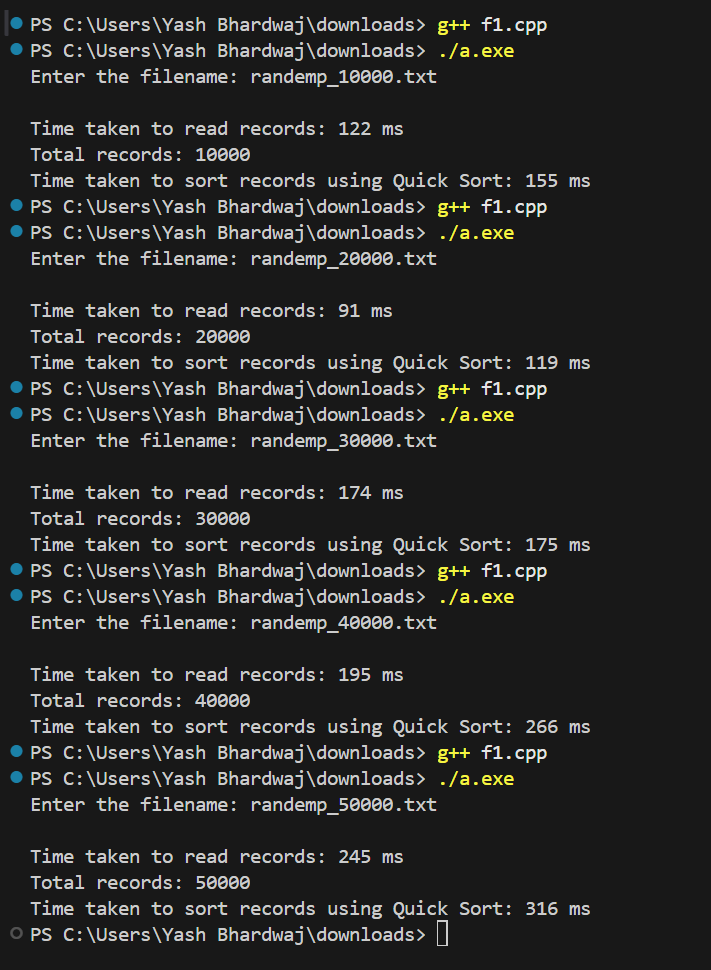 PS C:\Users\Yash Bhardwaj\downloads> g++ f1.cpp
PS C:\Users\Yash Bhardwaj\downloads> ./a.exe
Enter the filename: randemp_10000.txt
Time taken to read records: 122 ms
Total records: 10000
Time taken to sort records using Quick Sort: 155 ms
PS C:\Users\Yash Bhardwaj\downloads> g++ f1.cpp
PS C:\Users\Yash Bhardwaj\downloads> ./a.exe
Enter the filename: randemp_20000.txt
Time taken to read records: 91 ms
Total records: 20000
Time taken to sort records using Quick Sort: 119 ms
PS C:\Users\Yash Bhardwaj\downloads> g++ f1.cpp
PS C:\Users\Yash Bhardwaj\downloads> ./a.exe
Enter the filename: randemp_30000.txt
Time taken to read records: 174 ms
Total records: 30000
Time taken to sort records using Quick Sort: 175 ms
PS C:\Users\Yash Bhardwaj\downloads> g++ f1.cpp
PS C:\Users\Yash Bhardwaj\downloads> ./a.exe
Enter the filename: randemp_40000.txt
Time taken to read records: 195 ms
Total records: 40000
Time taken to sort records using Quick Sort: 266 ms
PS C:\Users\Yash Bhardwaj\downloads> g++ f1.cpp
PS C:\Users\Yash Bhardwaj\downloads> ./a.exe
Enter the filename: randemp_50000.txt
Time taken to read records: 245 ms
Total records: 50000
Time taken to sort records using Quick Sort: 316 ms
PS C:\Users\Yash Bhardwaj\downloads>